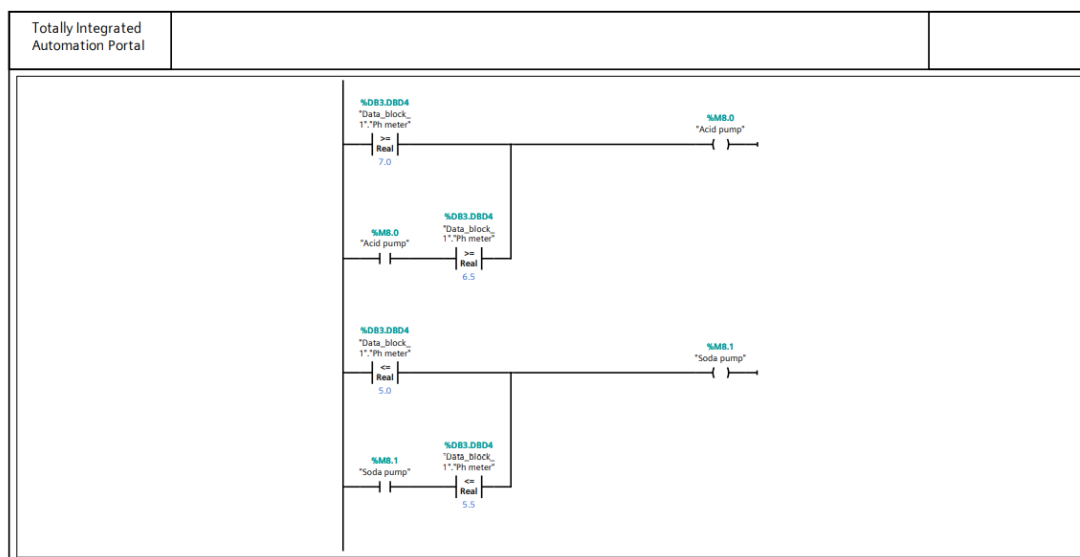 Totally Integrated
Automation Portal
%DB3.DBD4
"Data_block_
1"."Ph meter"
>=
Real
7.0
%M8.0
"Acid pump"
%M8.0
"Acid pump"
%DB3.DBD4
"Data_block_
1"."Ph meter"
>=
Real
6.5
%DB3.DBD4
"Data_block_
1"."Ph meter"
<=
Real
5.0
%M8.1
"Soda pump"
%M8.1
"Soda pump"
%DB3.DBD4
"Data_block_
1"."Ph meter"
<=
Real
5.5